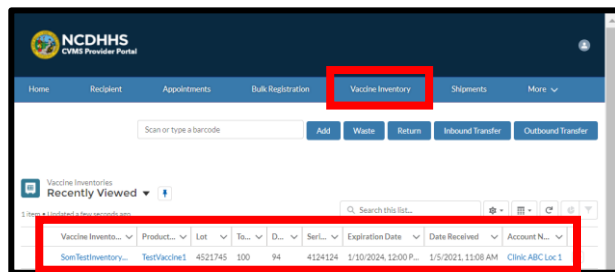 NCDHHS
CVMS Provider Portal
Home Recipient Appointments Bulk Registration Vaccine Inventory Shipments More
Scan or type a barcode Add Waste Return Inbound Transfer Outbound Transfer
Vaccine Inventories
Recently Viewed
1 item • Updated a few seconds ago
Search this list...
Vaccine Invento... Product... Lot To... D... Seri... Expiration Date Date Received Account N...
SomTestInventory... TestVaccine1 4521745 100 94 4124124 1/10/2024, 12:00 P... 1/5/2021, 11:08 AM Clinic ABC Loc 1